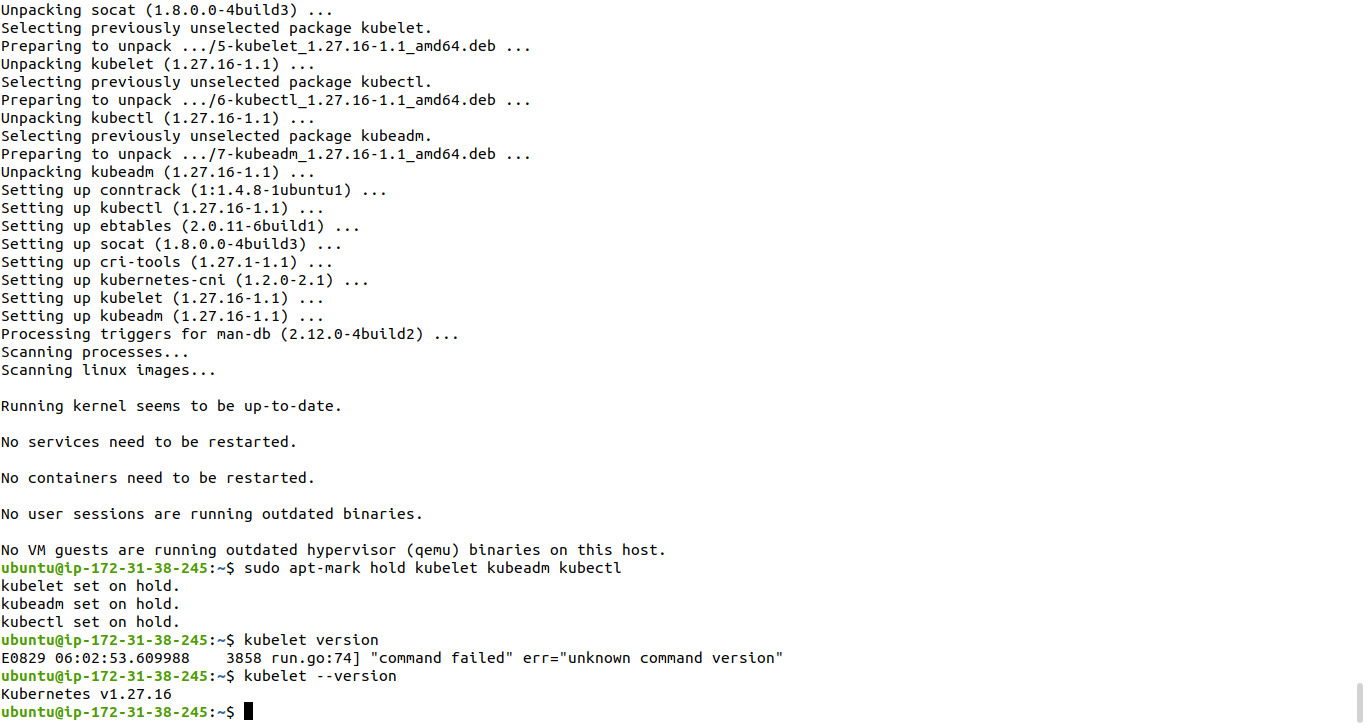 Unpacking socat (1.8.0.0-4build3) ...
Selecting previously unselected package kubelet.
Preparing to unpack .../5-kubelet_1.27.16-1.1_amd64.deb ...
Unpacking kubelet (1.27.16-1.1) ...
Selecting previously unselected package kubectl.
Preparing to unpack .../6-kubectl_1.27.16-1.1_amd64.deb ...
Unpacking kubectl (1.27.16-1.1) ...
Selecting previously unselected package kubeadm.
Preparing to unpack .../7-kubeadm_1.27.16-1.1_amd64.deb ...
Unpacking kubeadm (1.27.16-1.1) ...
Setting up conntrack (1:1.4.8-1ubuntu1) ...
Setting up kubectl (1.27.16-1.1) ...
Setting up ebtables (2.0.11-6build1) ...
Setting up socat (1.8.0.0-4build3) ...
Setting up cri-tools (1.27.1-1.1) ...
Setting up kubernetes-cni (1.2.0-2.1) ...
Setting up kubelet (1.27.16-1.1) ...
Setting up kubeadm (1.27.16-1.1) ...
Processing triggers for man-db (2.12.0-4build2) ...
Scanning processes...
Scanning linux images...
Running kernel seems to be up-to-date.
No services need to be restarted.
No containers need to be restarted.
No user sessions are running outdated binaries.
No VM guests are running outdated hypervisor (qemu) binaries on this host.
ubuntu@ip-172-31-38-245:~$ sudo apt-mark hold kubelet kubeadm kubectl
kubelet set on hold.
kubeadm set on hold.
kubectl set on hold.
ubuntu@ip-172-31-38-245:~$ kubelet version
E0829 06:02:53.609988    3858 run.go:74] "command failed" err="unknown command version"
ubuntu@ip-172-31-38-245:~$ kubelet --version
Kubernetes v1.27.16
ubuntu@ip-172-31-38-245:~$